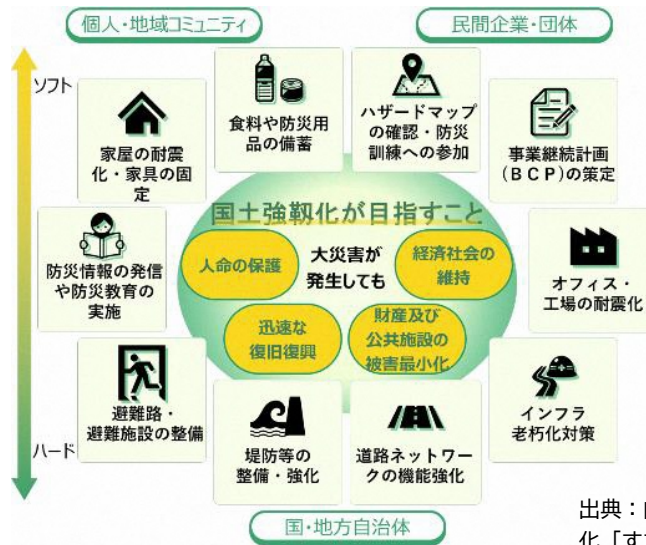 個人・地域コミュニティ
民間企業・団体
ソフト
家屋の耐震
化・家具の固
定
食料や防災用
品の備蓄
ハザードマップ
の確認・防災
訓練への参加
事業継続計画
(BCP)の策定
国土強靱化が目指すこと
人命の保護
大災害が
発生しても
経済社会の
維持
迅速な
復旧復興
財産及び
公共施設の
被害最小化
防災情報の発信
や防災教育の
実施
オフィス・
工場の耐震化
避難路・
避難施設の整備
堤防等の
整備・強化
道路ネットワー
クの機能強化
インフラ
老朽化対策
ハード
国・地方自治体
出典:
化「す